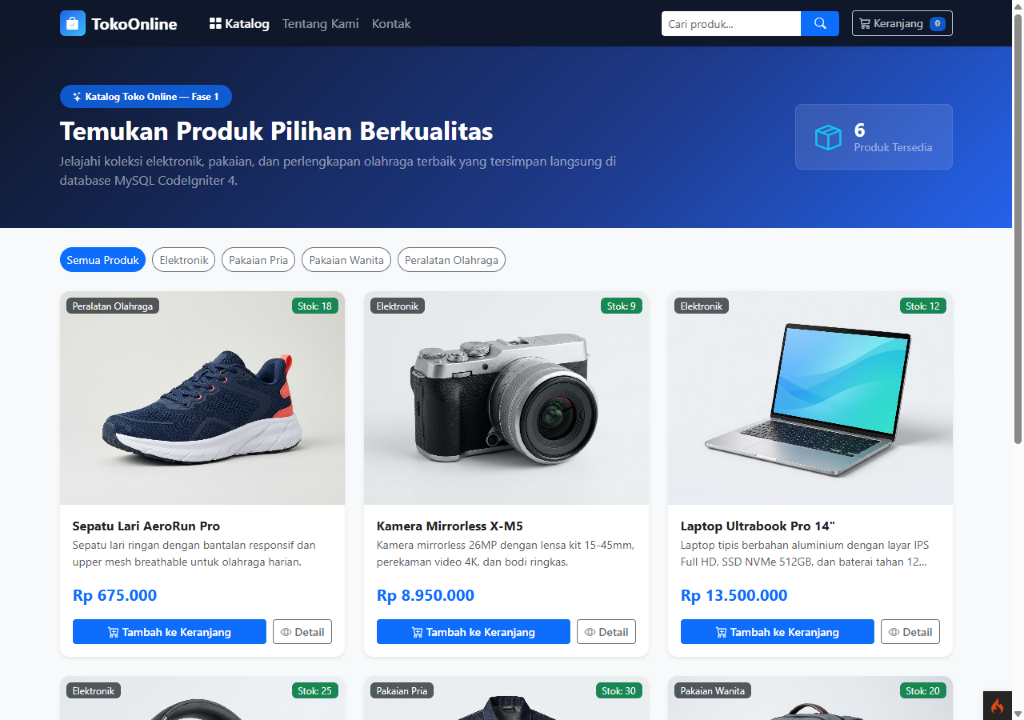 TokoOnline
Katalog
Tentang Kami
Kontak
Cari produk...
Keranjang 0
Katalog Toko Online — Fase 1
Temukan Produk Pilihan Berkualitas
Jelajahi koleksi elektronik, pakaian, dan perlengkapan olahraga terbaik yang tersimpan langsung di
database MySQL CodeIgniter 4.
6
Produk Tersedia
Semua Produk
Elektronik
Pakaian Pria
Pakaian Wanita
Peralatan Olahraga
Peralatan Olahraga
Stok: 18
Sepatu Lari AeroRun Pro
Sepatu lari ringan dengan bantalan responsif dan
upper mesh breathable untuk olahraga harian.
Rp 675.000
Tambah ke Keranjang
Detail
Elektronik
Stok: 9
Kamera Mirrorless X-M5
Kamera mirrorless 26MP dengan lensa kit 15-45mm,
perekaman video 4K, dan bodi ringkas.
Rp 8.950.000
Tambah ke Keranjang
Detail
Elektronik
Stok: 12
Laptop Ultrabook Pro 14"
Laptop tipis berbahan aluminium dengan layar IPS
Full HD, SSD NVMe 512GB, dan baterai tahan 12...
Rp 13.500.000
Tambah ke Keranjang
Detail
Elektronik
Stok: 25
Pakaian Pria
Stok: 30
Pakaian Wanita
Stok: 20